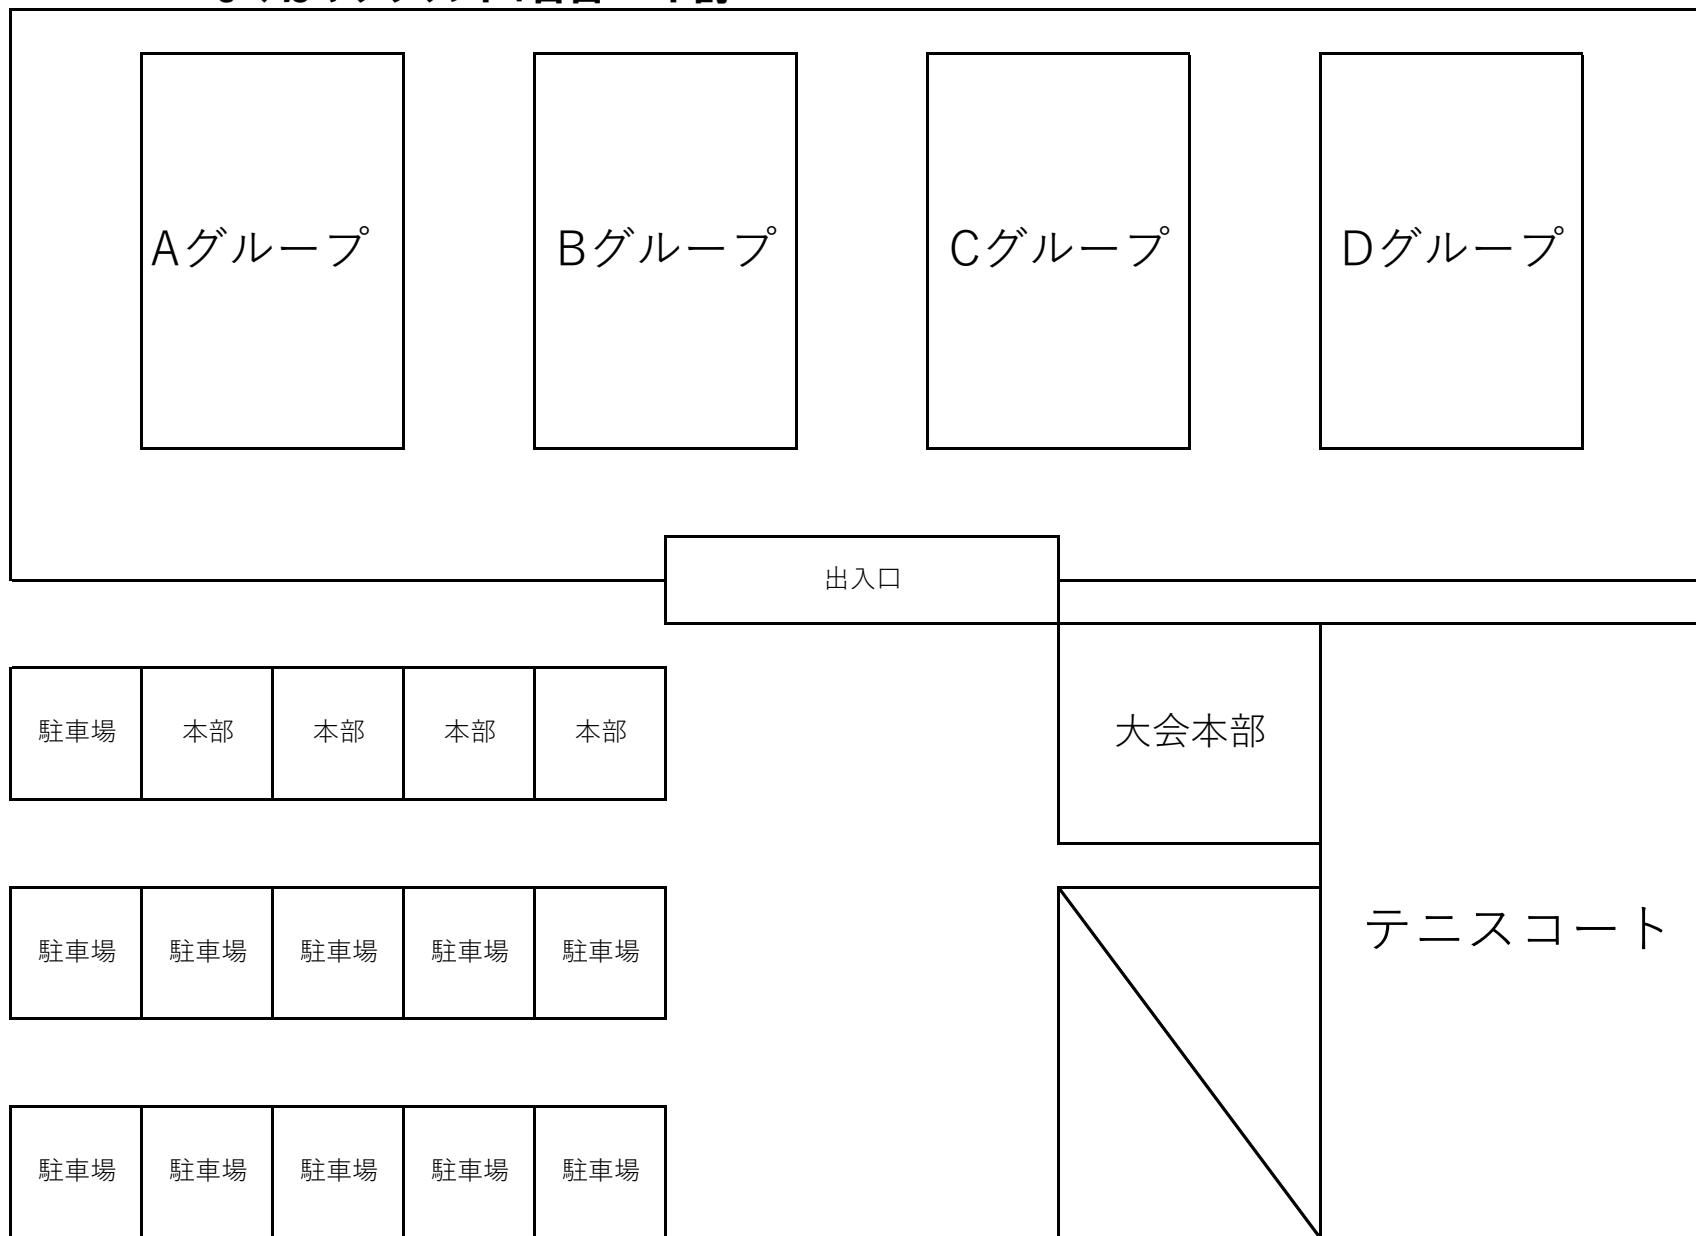 Aグループ
Bグループ
Cグループ
Dグループ
出入口
駐車場
本部
本部
本部
本部
大会本部
駐車場
駐車場
駐車場
駐車場
駐車場
テニスコート
駐車場
駐車場
駐車場
駐車場
駐車場